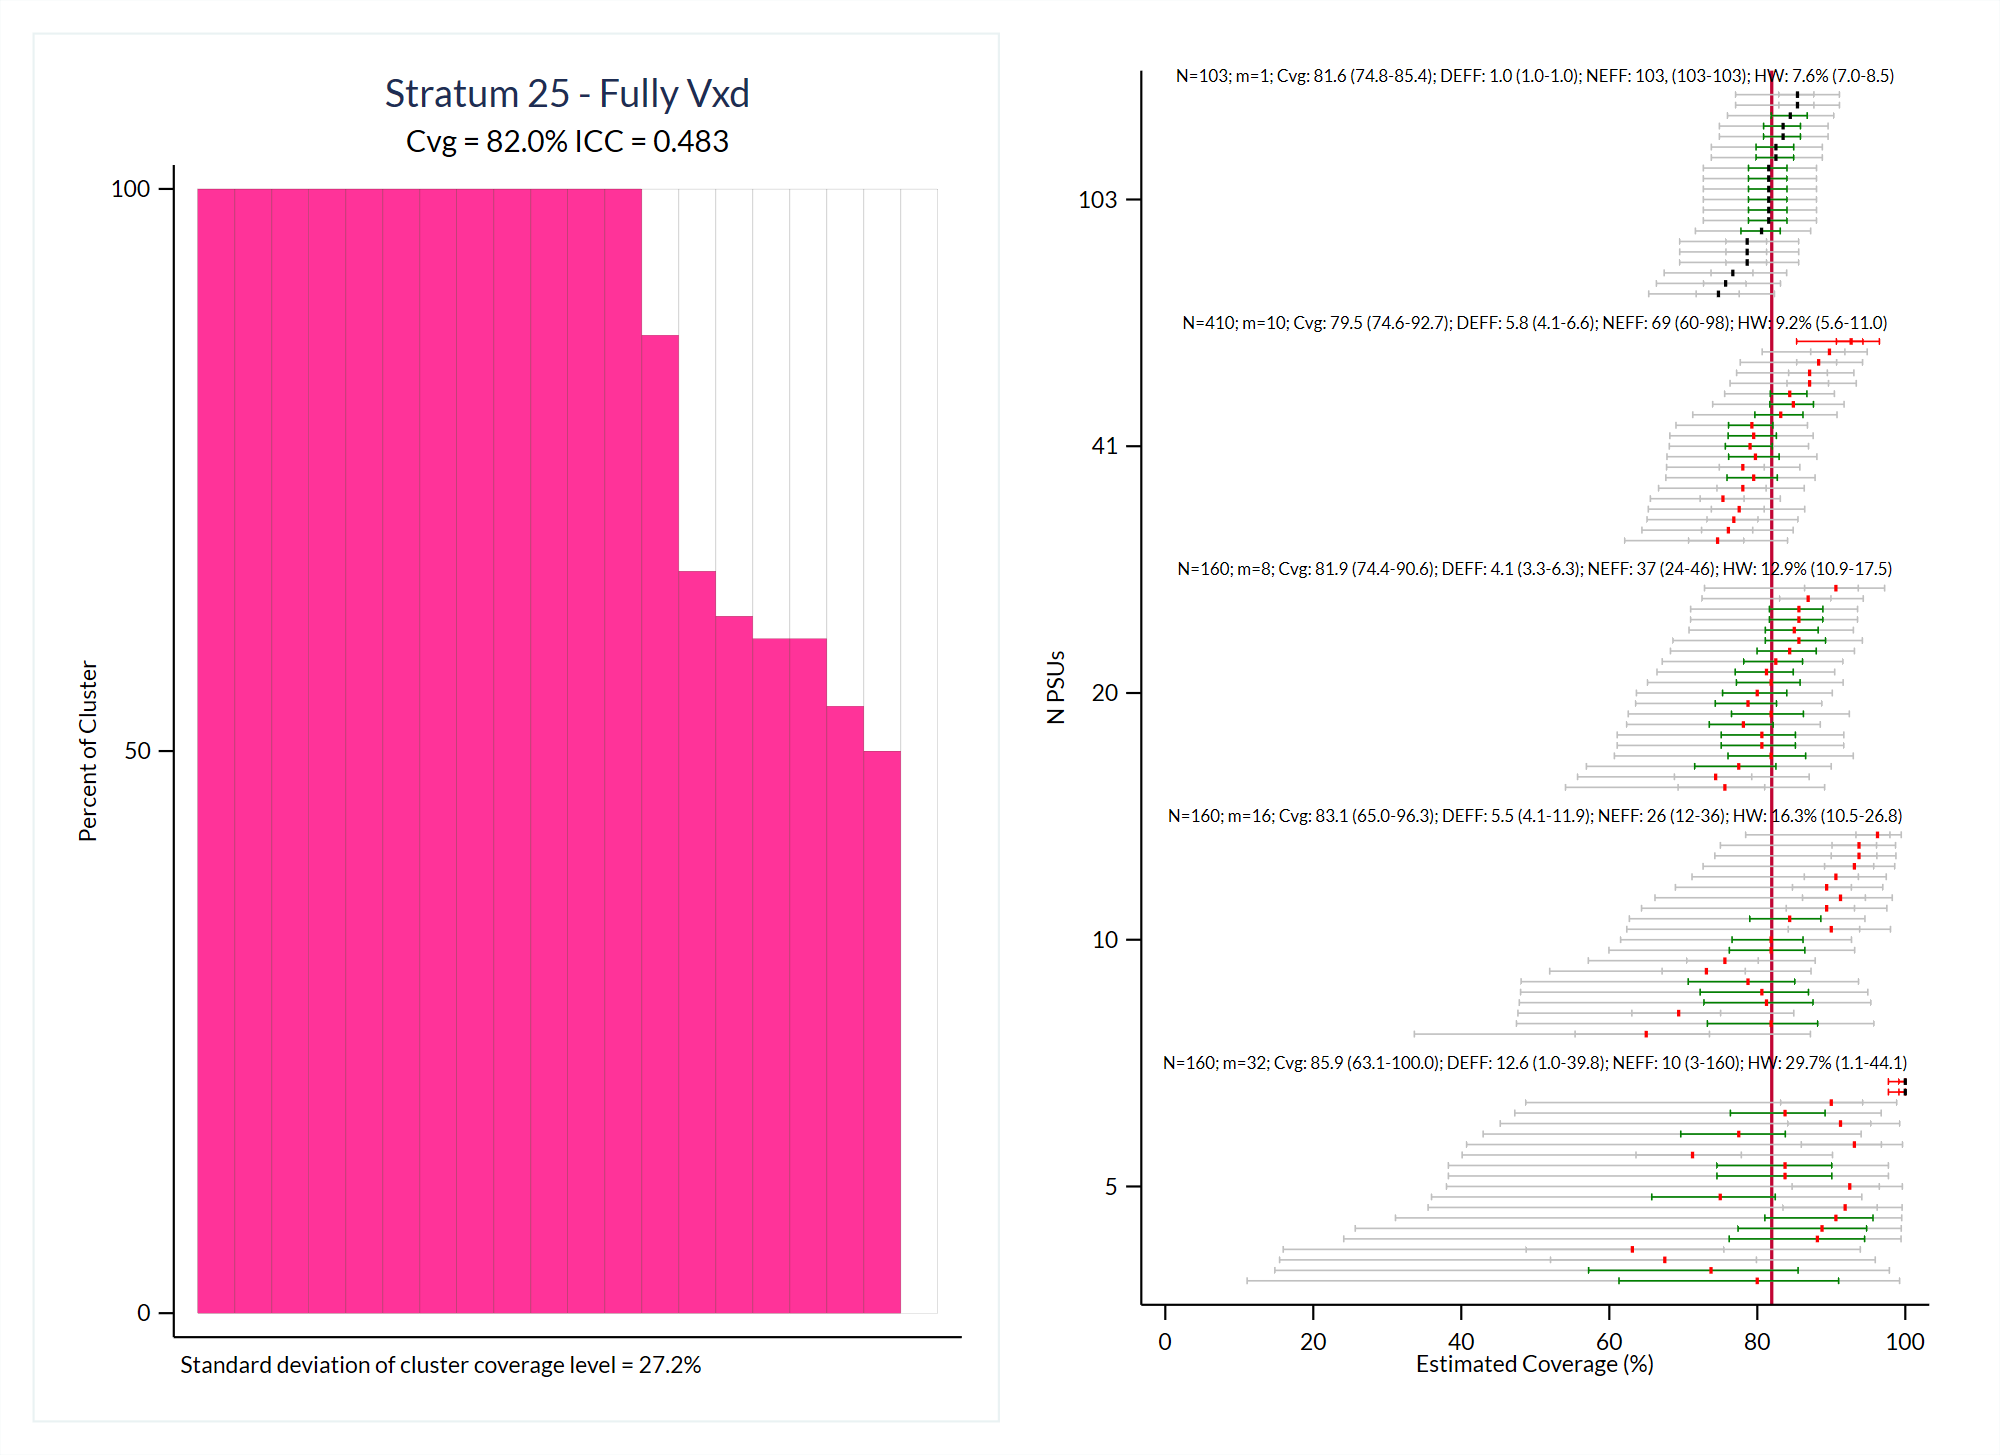 Stratum 25 - Fully Vxd
Cvg = 82.0% ICC = 0.483
100
50
0
Percent of Cluster
Standard deviation of cluster coverage level = 27.2%
N=103; m=1; Cvg: 81.6 (74.8-85.4); DEFF: 1.0 (1.0-1.0); NEFF: 103, (103-103); HW: 7.6% (7.0-8.5)
103
N=410; m=10; Cvg: 79.5 (74.6-92.7); DEFF: 5.8 (4.1-6.6); NEFF: 69 (60-98); HW: 9.2% (5.6-11.0)
41
N=160; m=8; Cvg: 81.9 (74.4-90.6); DEFF: 4.1 (3.3-6.3); NEFF: 37 (24-46); HW: 12.9% (10.9-17.5)
20
N=160; m=16; Cvg: 83.1 (65.0-96.3); DEFF: 5.5 (4.1-11.9); NEFF: 26 (12-36); HW: 16.3% (10.5-26.8)
10
N=160; m=32; Cvg: 85.9 (63.1-100.0); DEFF: 12.6 (1.0-39.8); NEFF: 10 (3-160); HW: 29.7% (1.1-44.1)
5
N PSUs
0 20 40 60 80 100
Estimated Coverage (%)